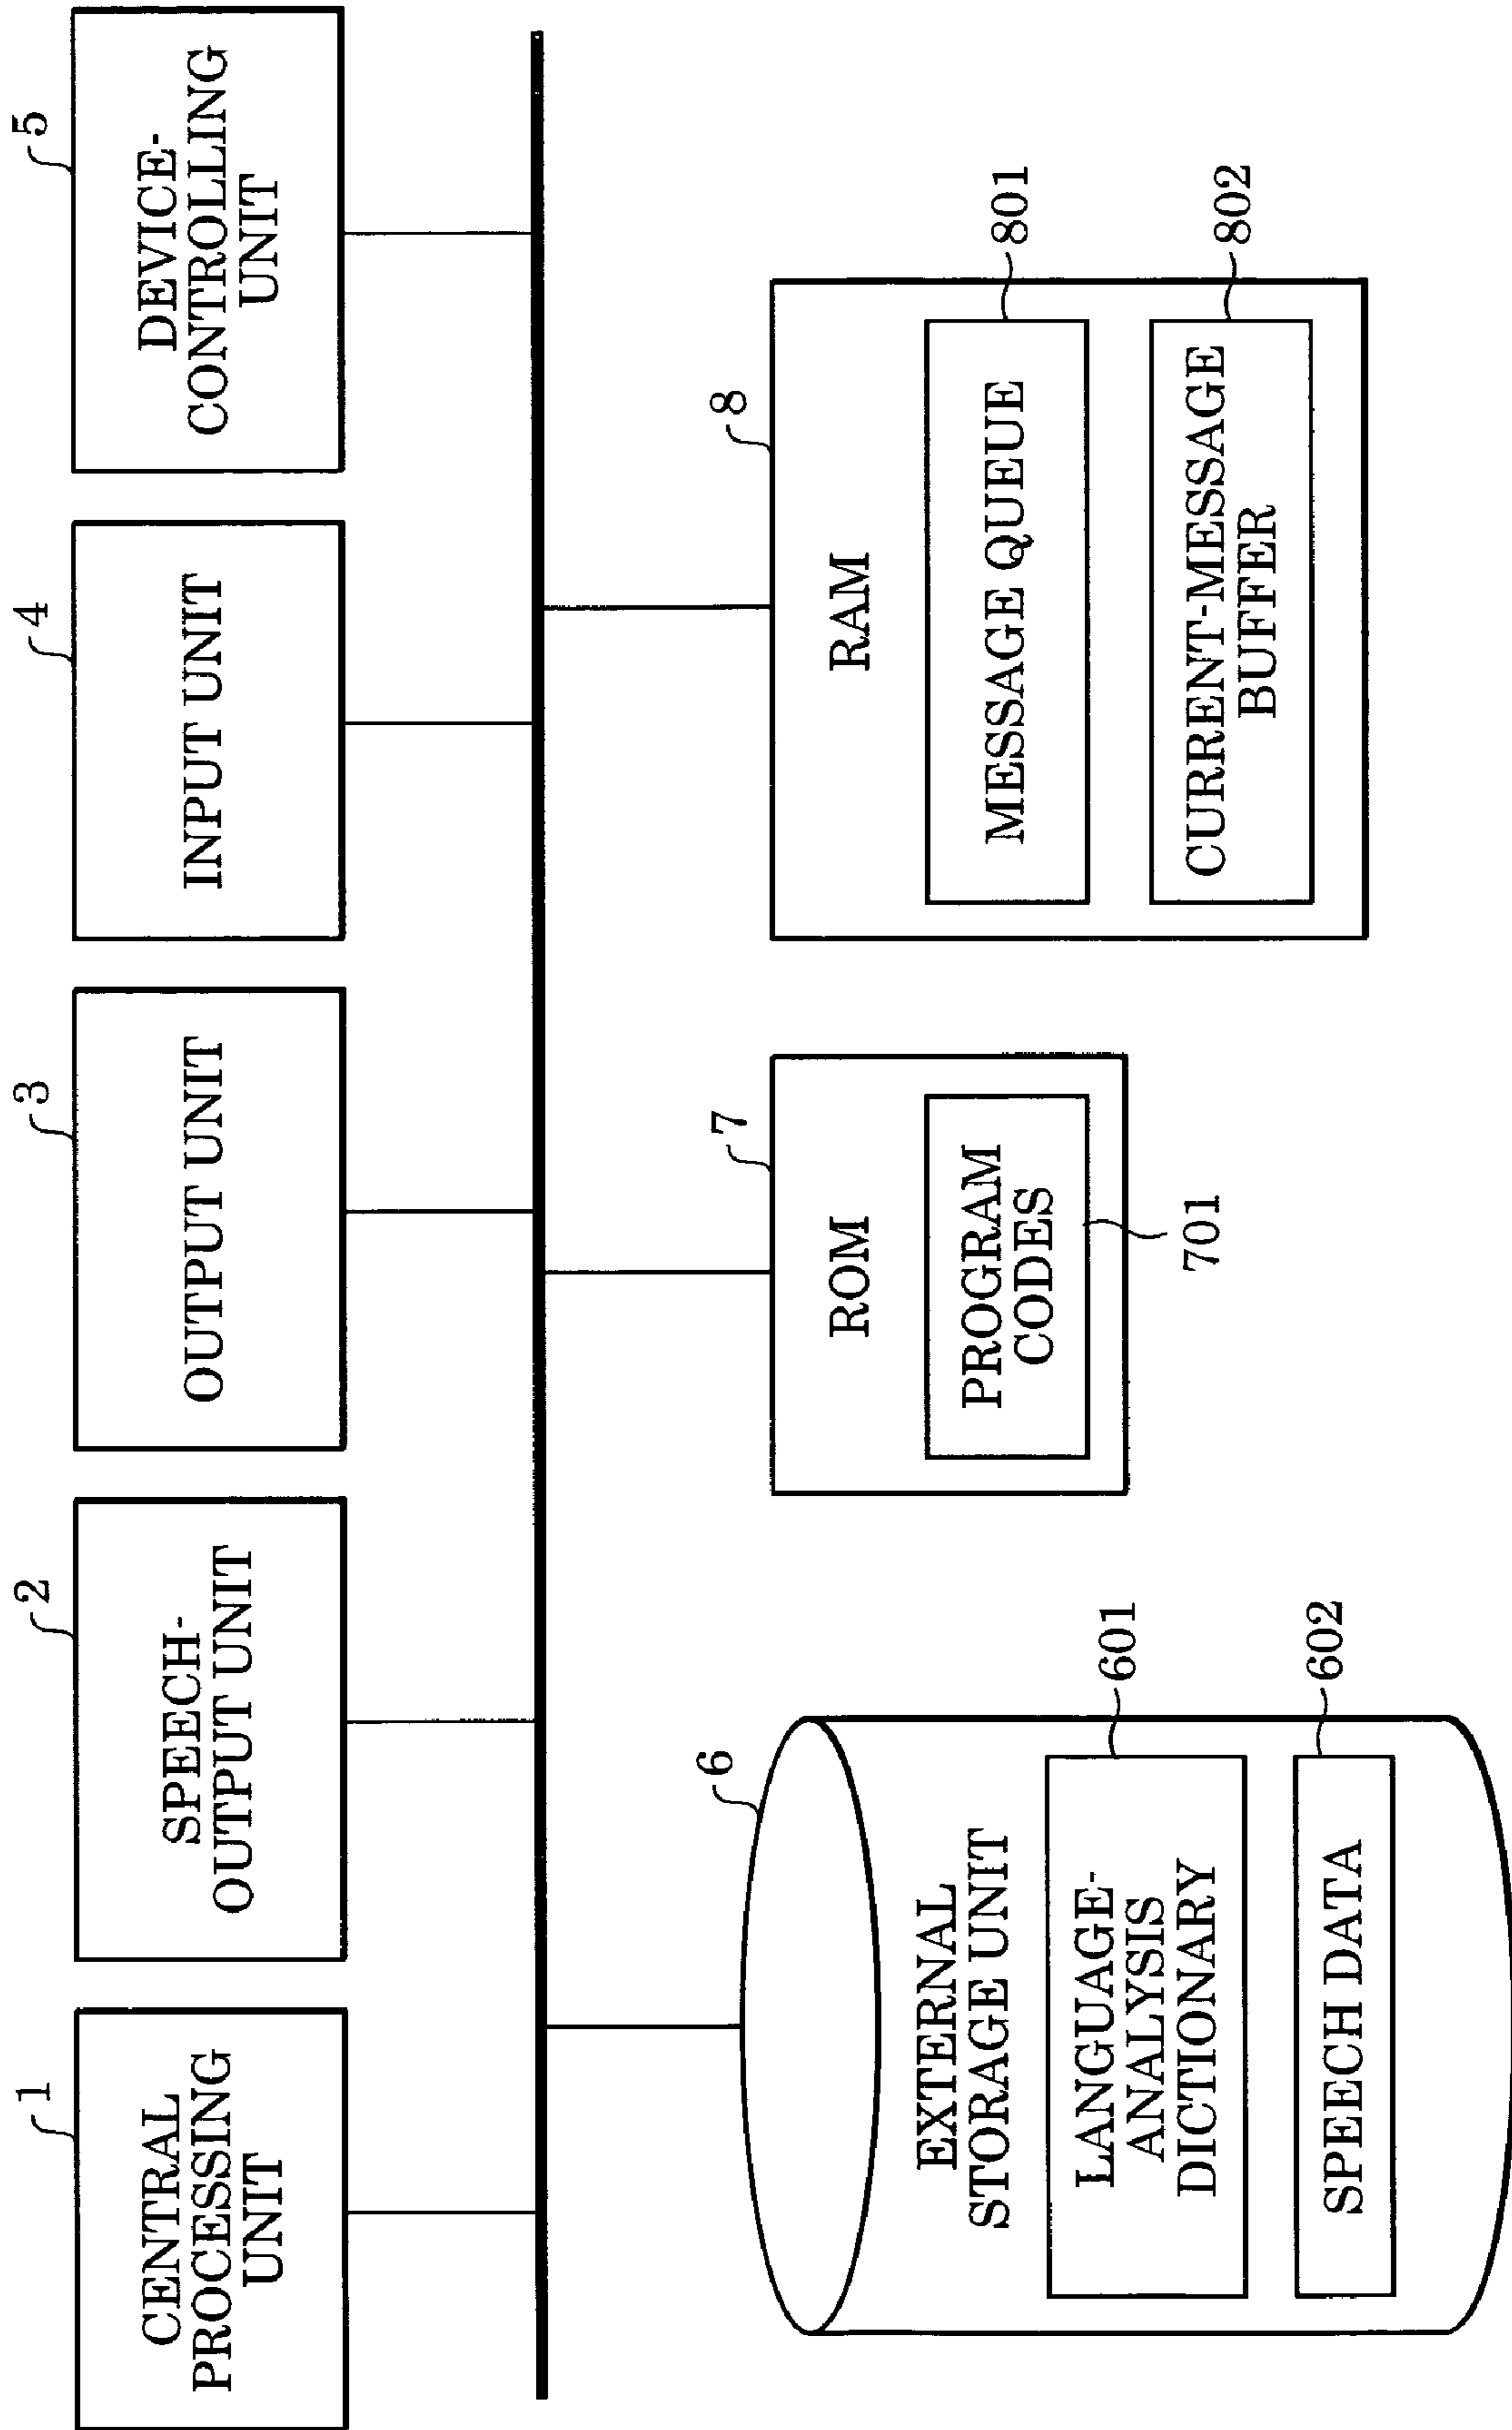 1
CENTRAL
PROCESSING
UNIT
2
SPEECH-
OUTPUT UNIT
3
OUTPUT UNIT
4
INPUT UNIT
5
DEVICE-
CONTROLLING
UNIT
6
EXTERNAL
STORAGE UNIT
LANGUAGE-
ANALYSIS
DICTIONARY
601
SPEECH DATA
602
7
ROM
PROGRAM
CODES
701
8
RAM
MESSAGE QUEUE
801
CURRENT-MESSAGE
BUFFER
802